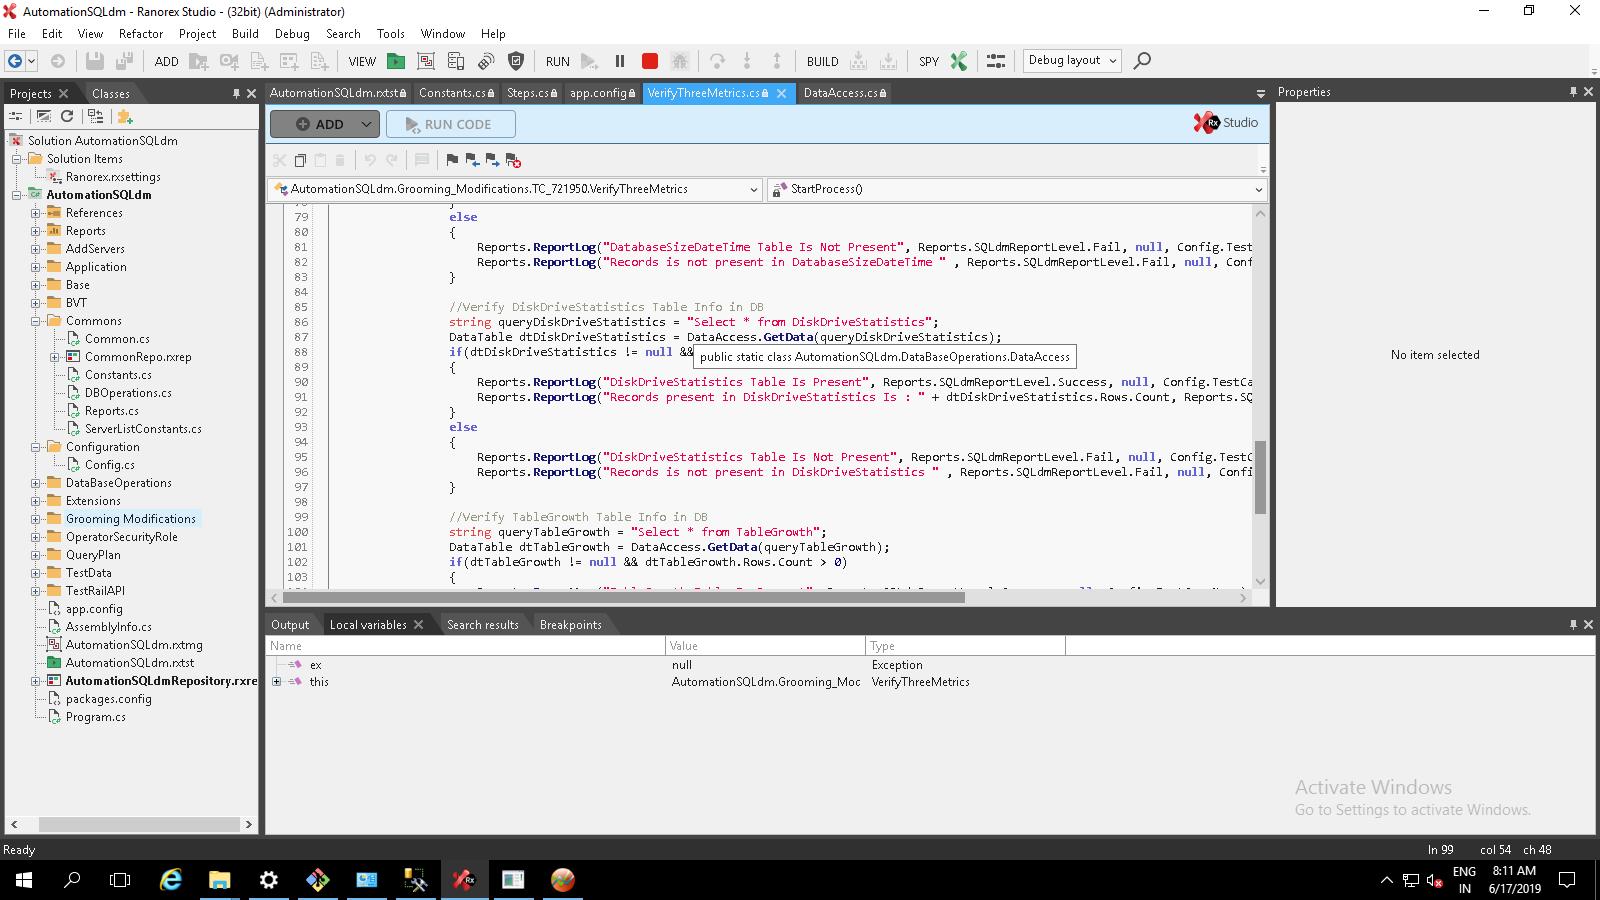 AutomationSQLdm - Ranorex Studio - (32bit) (Administrator)
File Edit View Refactor Project Build Debug Search Tools Window Help
ADD VIEW RUN BUILD SPY Debug layout
Projects Classes
AutomationSQLdm.rxtst Constants.cs Steps.cs app.config VerifyThreeMetrics.cs DataAccess.cs
Properties
ADD RUN CODE
Rx Studio
AutomationSQLdm.Grooming_Modifications.TC_721950.VerifyThreeMetrics StartProcess()
Solution AutomationSQLdm
Solution Items
Ranorex.rxsettings
AutomationSQLdm
References
Reports
AddServers
Application
Base
BVT
Commons
Common.cs
CommonRepo.rxrep
Constants.cs
DBOperations.cs
Reports.cs
ServerListConstants.cs
Configuration
Config.cs
DataBaseOperations
Extensions
Grooming Modifications
OperatorSecurityRole
QueryPlan
TestData
TestRailAPI
app.config
AssemblyInfo.cs
AutomationSQLdm.rxtmg
AutomationSQLdm.rxtst
AutomationSQLdmRepository.rxre
packages.config
Program.cs
79 else
80 {
81 Reports.ReportLog("DatabaseSizeDateTime Table Is Not Present", Reports.SQLdmReportLevel.Fail, null, Config.Test
82 Reports.ReportLog("Records is not present in DatabaseSizeDateTime " , Reports.SQLdmReportLevel.Fail, null, Conf
83 }
84
85 //Verify DiskDriveStatistics Table Info in DB
86 string queryDiskDriveStatistics = "Select * from DiskDriveStatistics";
87 DataTable dtDiskDriveStatistics = DataAccess.GetData(queryDiskDriveStatistics);
88 if(dtDiskDriveStatistics != null &&
public static class AutomationSQLdm.DataBaseOperations.DataAccess
89 {
90 Reports.ReportLog("DiskDriveStatistics Table Is Present", Reports.SQLdmReportLevel.Success, null, Config.TestCa
91 Reports.ReportLog("Records present in DiskDriveStatistics Is : " + dtDiskDriveStatistics.Rows.Count, Reports.SQ
92 }
93 else
94 {
95 Reports.ReportLog("DiskDriveStatistics Table Is Not Present", Reports.SQLdmReportLevel.Fail, null, Config.TestC
96 Reports.ReportLog("Records is not present in DiskDriveStatistics " , Reports.SQLdmReportLevel.Fail, null, Confi
97 }
98
99 //Verify TableGrowth Table Info in DB
100 string queryTableGrowth = "Select * from TableGrowth";
101 DataTable dtTableGrowth = DataAccess.GetData(queryTableGrowth);
102 if(dtTableGrowth != null && dtTableGrowth.Rows.Count > 0)
103 {
No item selected
Output Local variables Search results Breakpoints
Name Value Type
ex null Exception
this AutomationSQLdm.Grooming_Moc VerifyThreeMetrics
Activate Windows
Go to Settings to activate Windows.
Ready ln 99 col 54 ch 48
ENG
IN
8:11 AM
6/17/2019